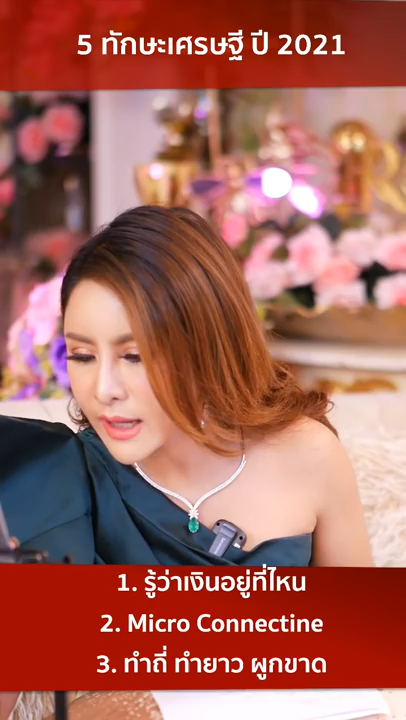 5 ทักษะเศรษฐี ปี 2021
1. รู้ว่าเงินอยู่ที่ไหน
2. Micro Connectine
3. ทำถี่ ทำยาว ผูกขาด